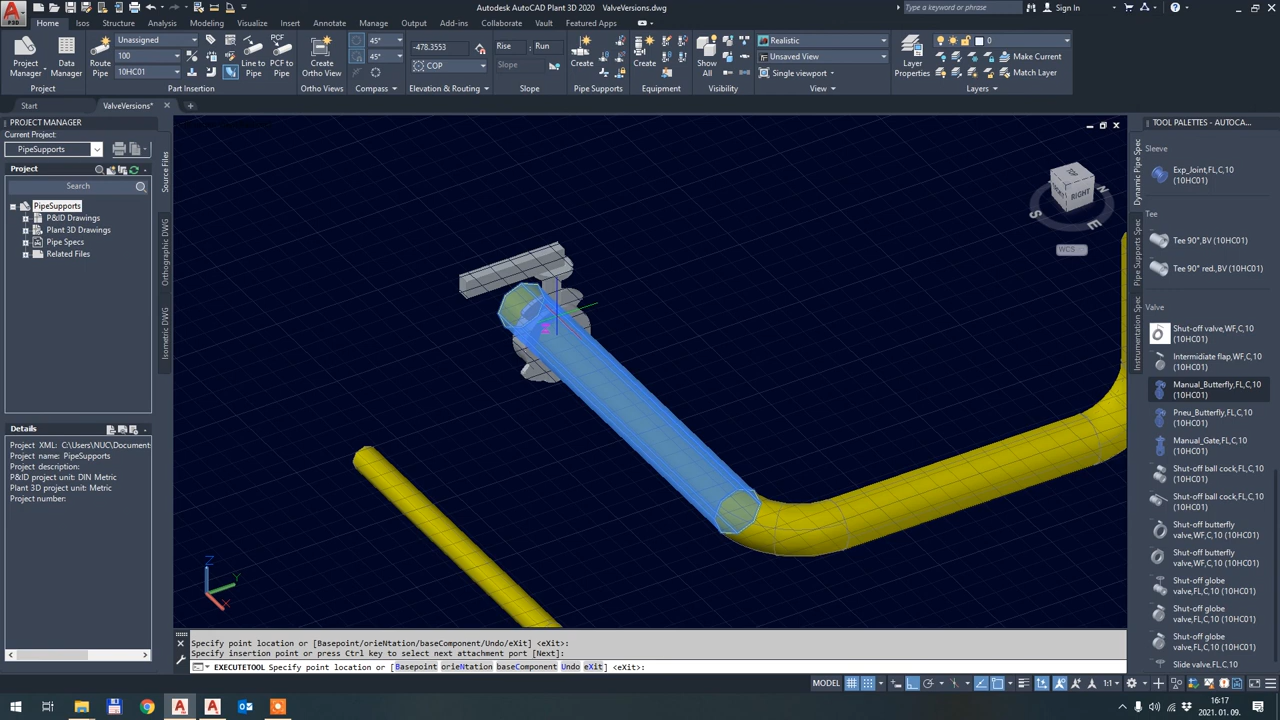 Autodesk AutoCAD Plant 3D 2020   ValveVersions.dwg
Type a keyword or phrase
Sign In
P3D
Home
Isos
Structure
Analysis
Modeling
Visualize
Insert
Annotate
Manage
Output
Add-ins
Collaborate
Vault
Featured Apps
Project
Manager
Data
Manager
Project
Route
Pipe
Unassigned
100
10HC01
Line
to Pipe
PCF to
Pipe
Part Insertion
Create
Ortho View
Ortho Views
45°
45°
Compass
-478.3553
COP
Elevation & Routing
Rise
Run
Slope
Slope
Create
Pipe Supports
Create
Equipment
Show
All
Visibility
Realistic
Unsaved View
Single viewport
View
Layer
Properties
0
Make Current
Match Layer
Layers
Start
ValveVersions*
PROJECT MANAGER
Current Project:
PipeSupports
Project
Search
PipeSupports
P&ID Drawings
Plant 3D Drawings
Pipe Specs
Related Files
Source Files
Orthographic DWG
Isometric DWG
Details
Project XML:  C:\Users\NUC\Document:
Project name:  PipeSupports
Project description:
P&ID project unit: DIN Metric
Plant 3D project unit: Metric
Project number:
TOP
RIGHT
S
E
N
WCS
Z
Y
X
TOOL PALETTES - AUTOCA...
Dynamic Pipe Spec
Pipe Supports Spec
Instrumentation Spec
Sleeve
Exp_Joint,FL,C,10
(10HC01)
Tee
Tee 90°,BV (10HC01)
Tee 90° red.,BV (10HC01)
Valve
Shut-off valve,WF,C,10
(10HC01)
Intermidiate flap,WF,C,10
(10HC01)
Manual_Butterfly,FL,C,10
(10HC01)
Pneu_Butterfly,FL,C,10
(10HC01)
Manual_Gate,FL,C,10
(10HC01)
Shut-off ball cock,FL,C,10
(10HC01)
Shut-off ball cock,FL,C,10
(10HC01)
Shut-off butterfly
valve,WF,C,10 (10HC01)
Shut-off butterfly
valve,WF,C,10 (10HC01)
Shut-off globe
valve,FL,C,10 (10HC01)
Shut-off globe
valve,FL,C,10 (10HC01)
Shut-off globe
valve,FL,C,10 (10HC01)
Slide valve,FL,C,10
Specify point location or [Basepoint/orieNtation/baseComponent/Undo/eXit] <eXit>:
Specify insertion point or press Ctrl key to select next attachment port [Next]:
EXECUTETOOL Specify point location or [Basepoint orieNtation baseComponent Undo eXit] <eXit>:
MODEL
1:1
16:17
2021. 01. 09.